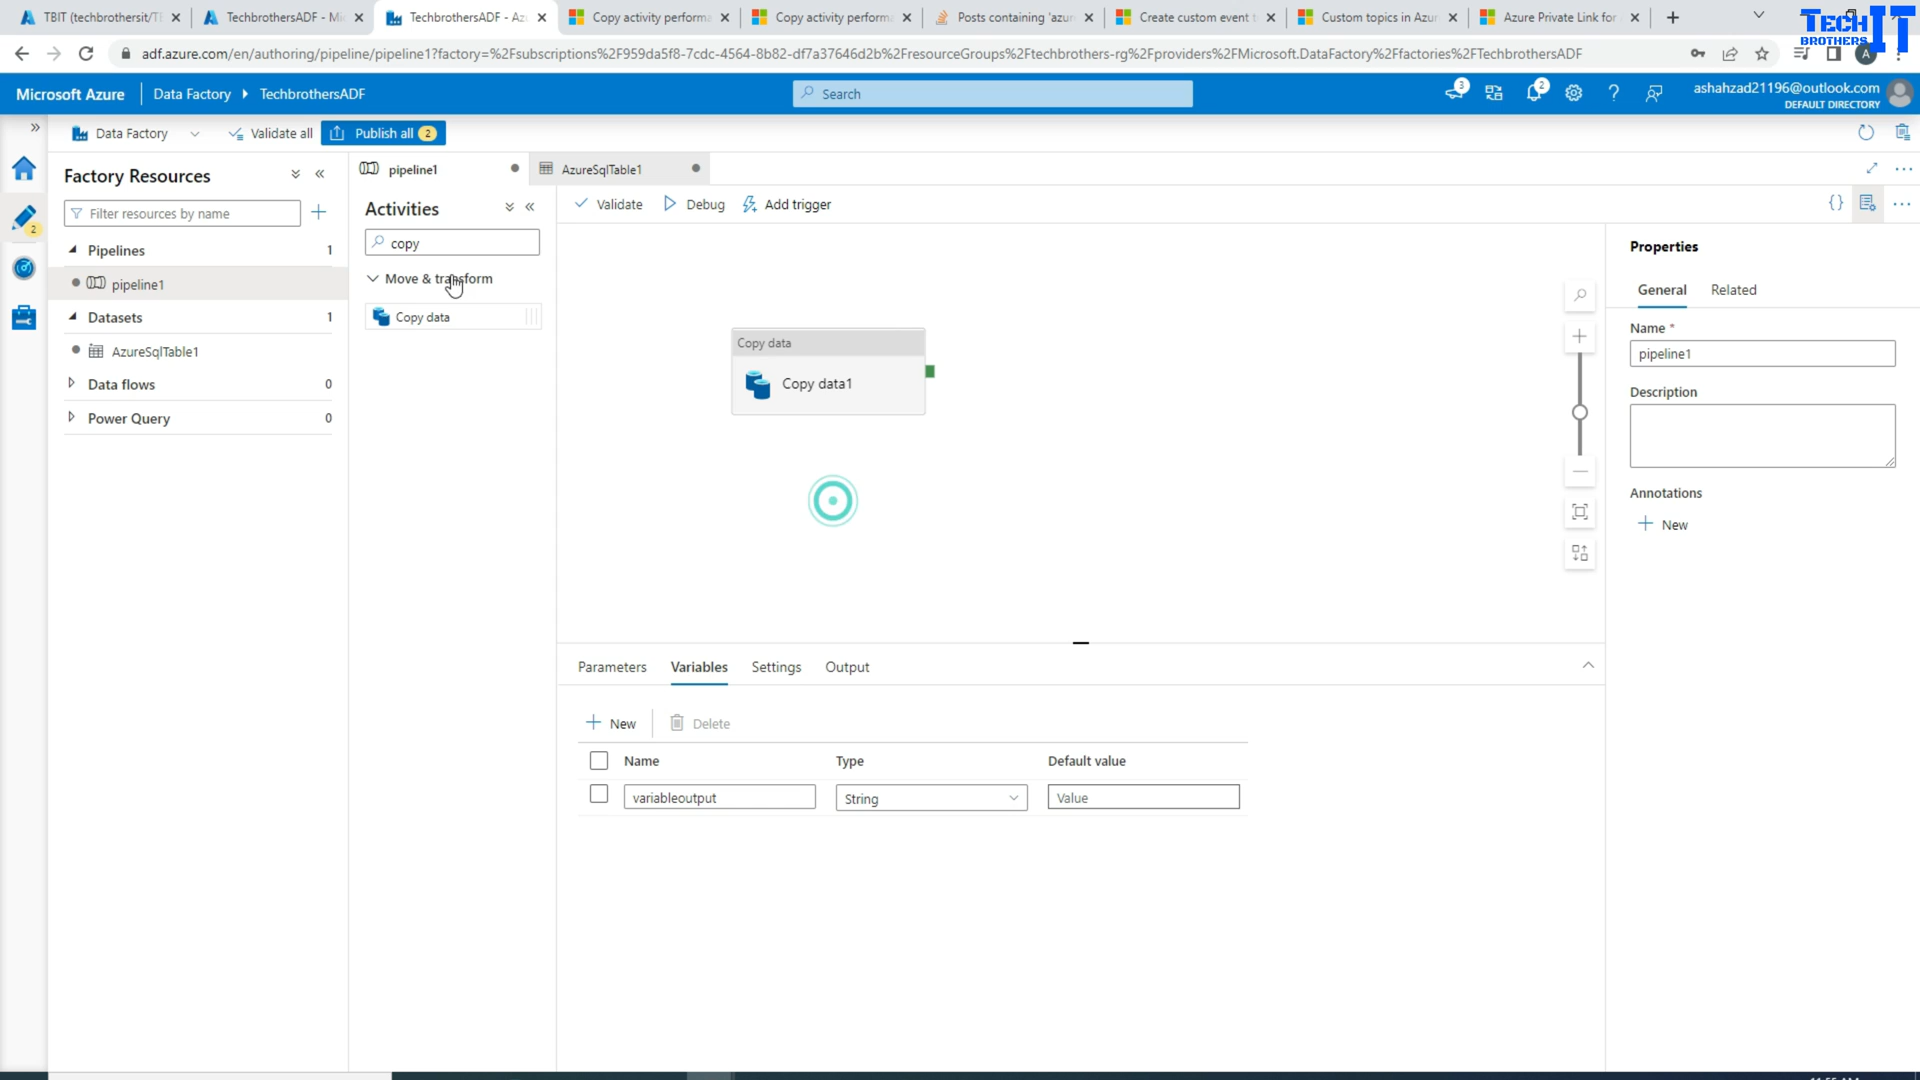 TBIT (techbrothersit/TE
TechbrothersADF - Mic
TechbrothersADF - Az
Copy activity performa
Copy activity performa
Posts containing 'azur
Create custom event t
Custom topics in Azur
Azure Private Link for
TECH IT
BROTHERS
adf.azure.com/en/authoring/pipeline/pipeline1?factory=%2Fsubscriptions%2F959da5f8-7cdc-4564-8b82-df7a37646d2b%2FresourceGroups%2Ftechbrothers-rg%2Fproviders%2FMicrosoft.DataFactory%2Ffactories%2FTechbrothersADF
A
Microsoft Azure
Data Factory
TechbrothersADF
Search
3
2
ashahzad21196@outlook.com
DEFAULT DIRECTORY
Data Factory
Validate all
Publish all 2
2
Factory Resources
Filter resources by name
Pipelines 1
pipeline1
Datasets 1
AzureSqlTable1
Data flows 0
Power Query 0
pipeline1
AzureSqlTable1
Activities
copy
Move & transform
Copy data
Validate
Debug
Add trigger
Copy data
Copy data1
Parameters
Variables
Settings
Output
New
Delete
Name
Type
Default value
variableoutput
String
Value
Properties
General
Related
Name *
pipeline1
Description
Annotations
New